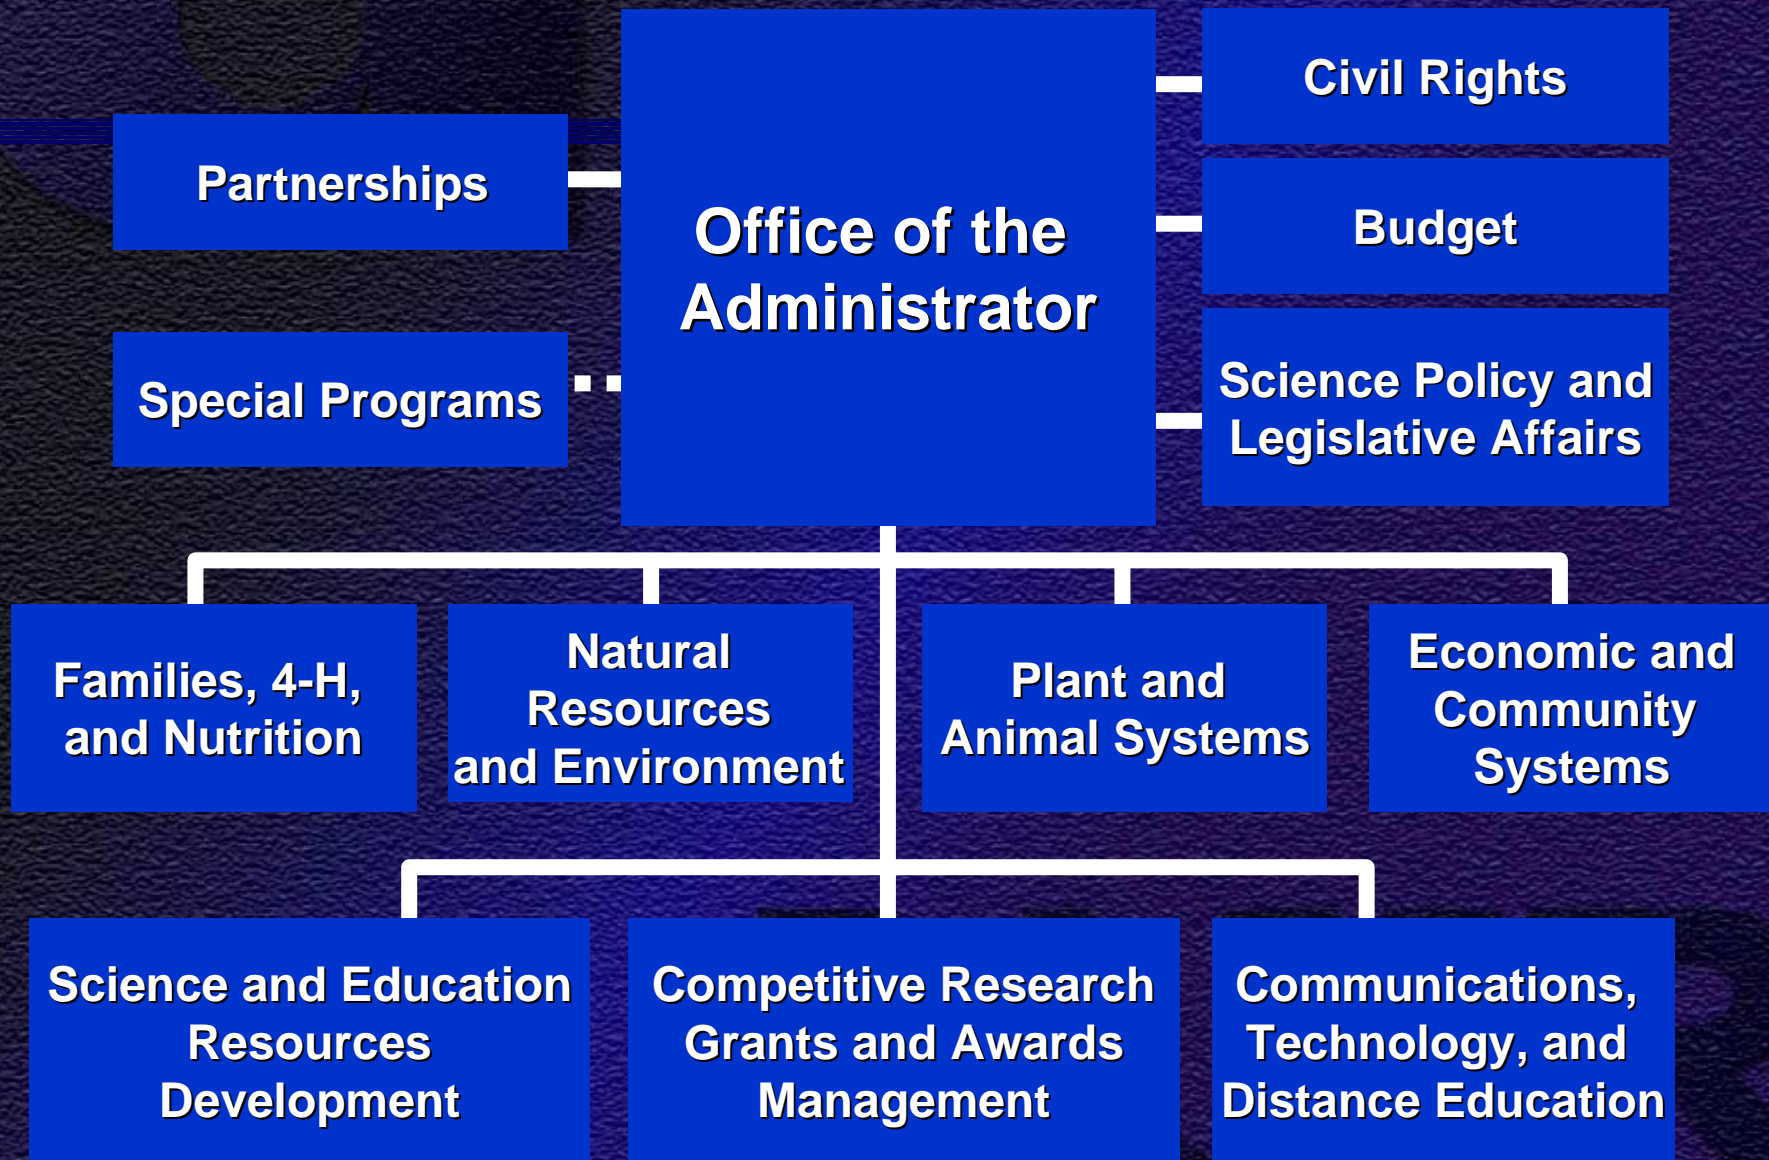 Office of the
Administrator
Partnerships
Special Programs
Civil Rights
Budget
Science Policy and
Legislative Affairs
Families, 4-H,
and Nutrition
Natural
Resources
and Environment
Plant and
Animal Systems
Economic and
Community
Systems
Science and Education
Resources
Development
Competitive Research
Grants and Awards
Management
Communications,
Technology, and
Distance Education